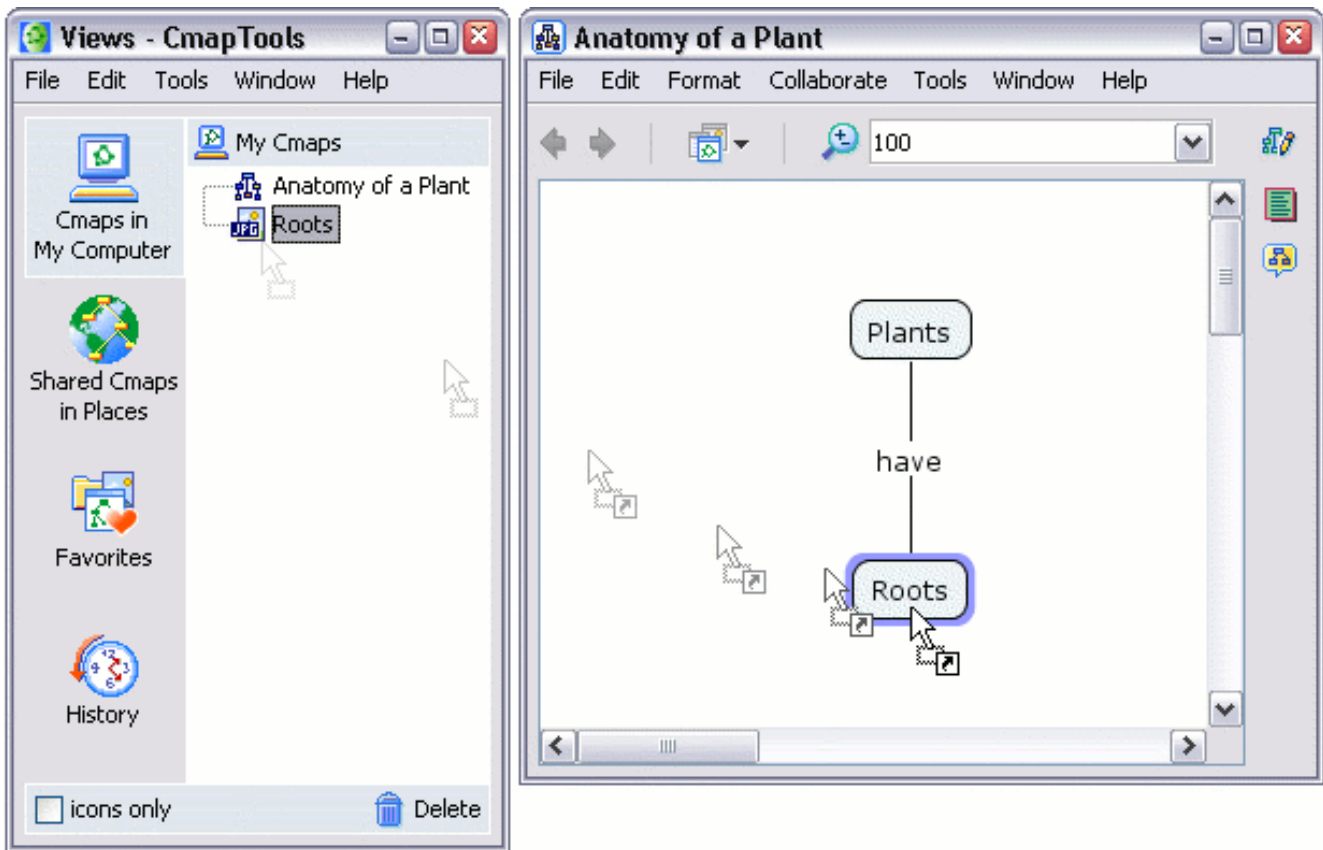 Views - CmapTools
File Edit Tools Window Help
Cmaps in
My Computer
Shared Cmaps
in Places
Favorites
History
My Cmaps
Anatomy of a Plant
JPG Roots
icons only
Delete
Anatomy of a Plant
File Edit Format Collaborate Tools Window Help
100
Plants
have
Roots